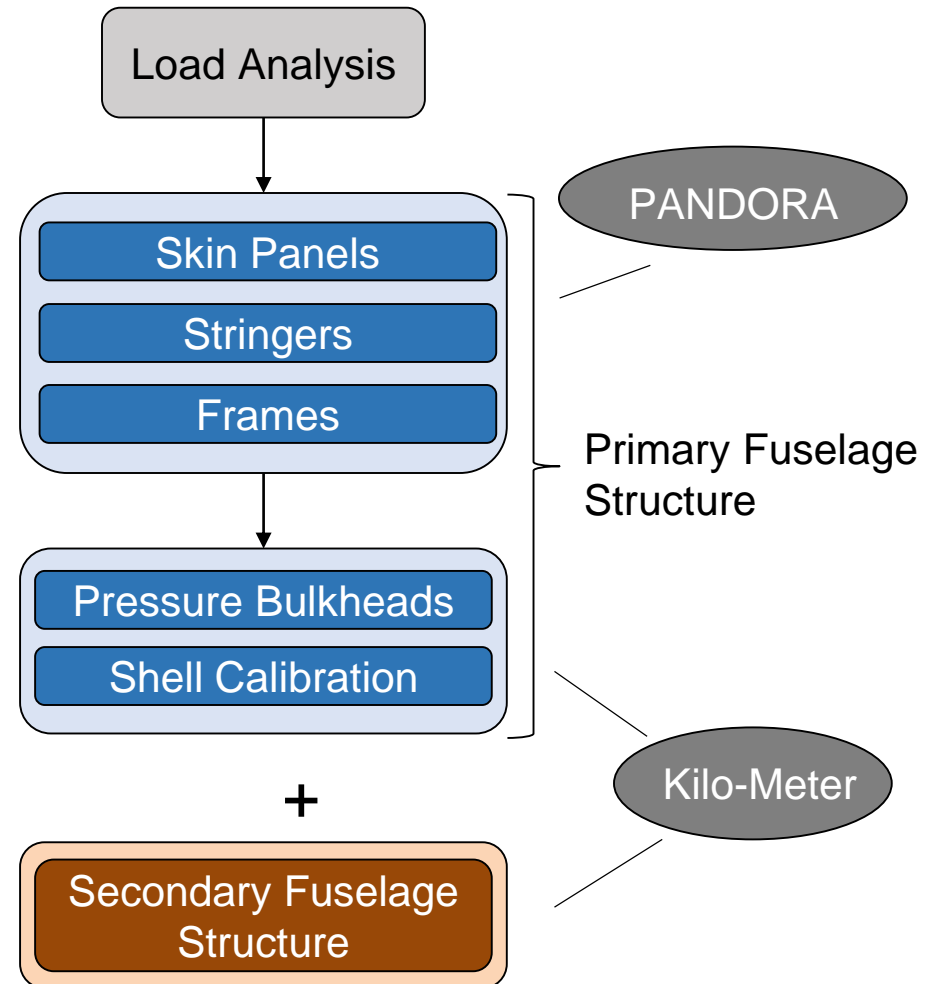 Load Analysis
PANDORA
Skin Panels
Stringers
Frames
Primary Fuselage
Structure
Pressure Bulkheads
Shell Calibration
Kilo-Meter
+
Secondary Fuselage
Structure